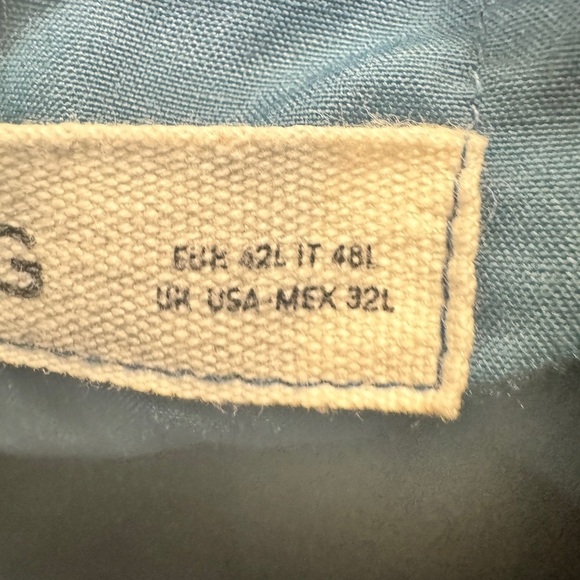 G
EUR 42L IT 48L
UK USA-MEX 32L